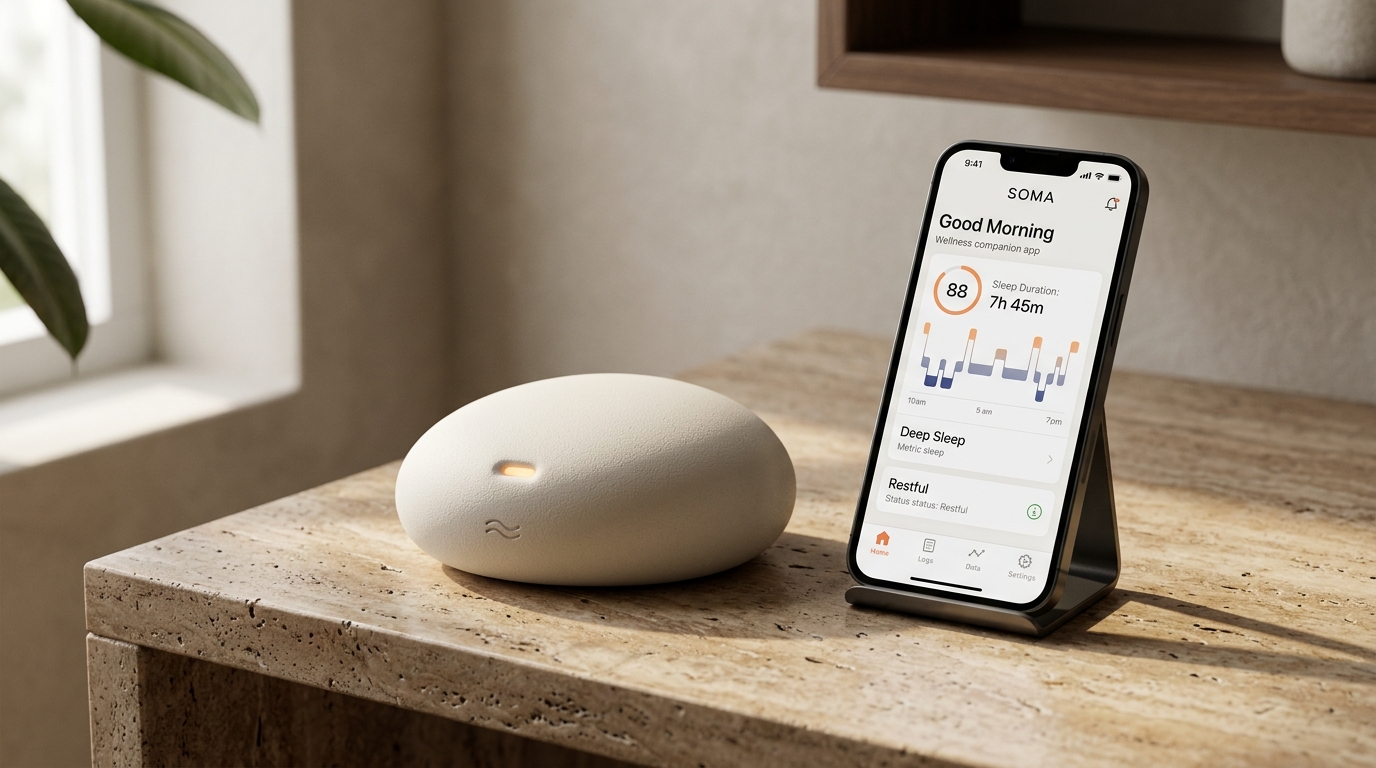 9:41
SOMA
Good Morning
Wellness companion app
88
Sleep Duration:
7h 45m
10am 5 am 7pm
Deep Sleep
Metric sleep
Restful
Status status: Restful
Home Logs Data Settings